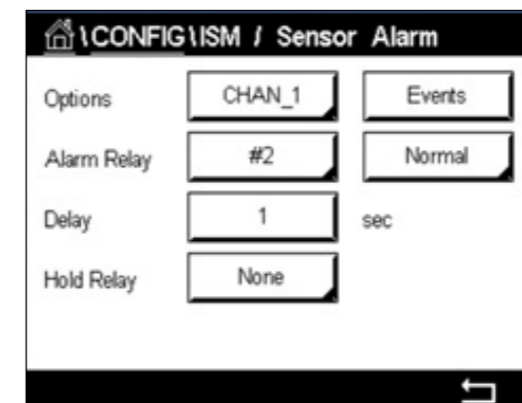 \CONFIG\ISM / Sensor Alarm
Options CHAN_1 Events
Alarm Relay #2 Normal
Delay 1 sec
Hold Relay None